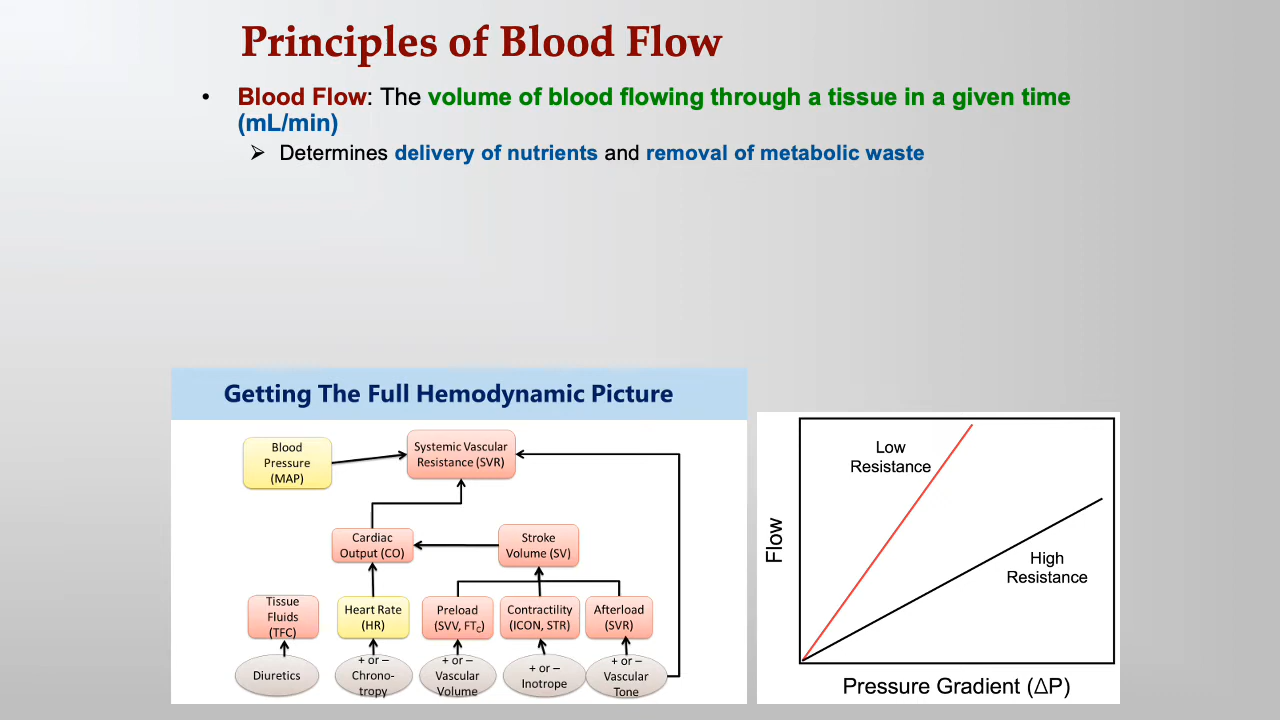 Principles of Blood Flow
• Blood Flow: The volume of blood flowing through a tissue in a given time
(mL/min)
➢ Determines delivery of nutrients and removal of metabolic waste
Getting The Full Hemodynamic Picture
Blood
Pressure
(MAP)
Systemic Vascular
Resistance (SVR)
Cardiac
Output (CO)
Stroke
Volume (SV)
Tissue
Fluids
(TFC)
Heart Rate
(HR)
Preload
(SVV, FTC)
Contractility
(ICON, STR)
Afterload
(SVR)
Diuretics
+ or –
Chrono-
tropy
+ or –
Vascular
Volume
+ or –
Inotrope
+ or –
Vascular
Tone
Low
Resistance
High
Resistance
Flow
Pressure Gradient (ΔP)